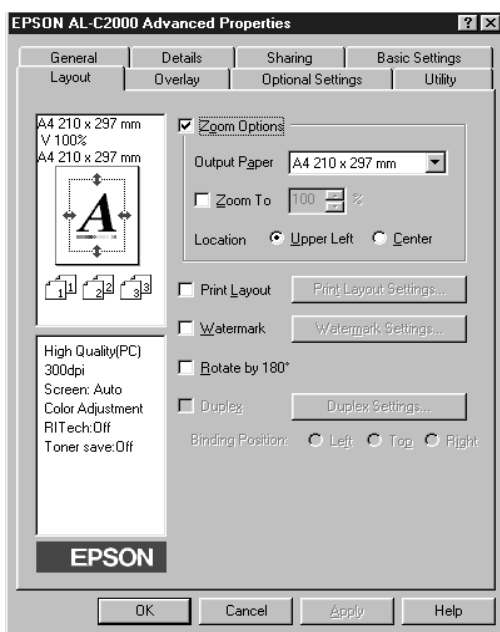 EPSON AL-C2000 Advanced Properties
General Details Sharing Basic Settings
Layout Overlay Optional Settings Utility
A4 210 x 297 mm
V 100%
A4 210 x 297 mm
A
1 1 2 2 3 3
High Quality(PC)
300dpi
Screen: Auto
Color Adjustment
RITech:Off
Toner save:Off
EPSON
Zoom Options
Output Paper A4 210 x 297 mm
Zoom To 100 %
Location Upper Left Center
Print Layout Print Layout Settings...
Watermark Watermark Settings...
Rotate by 180°
Duplex Duplex Settings...
Binding Position: Left Top Right
OK Cancel Apply Help